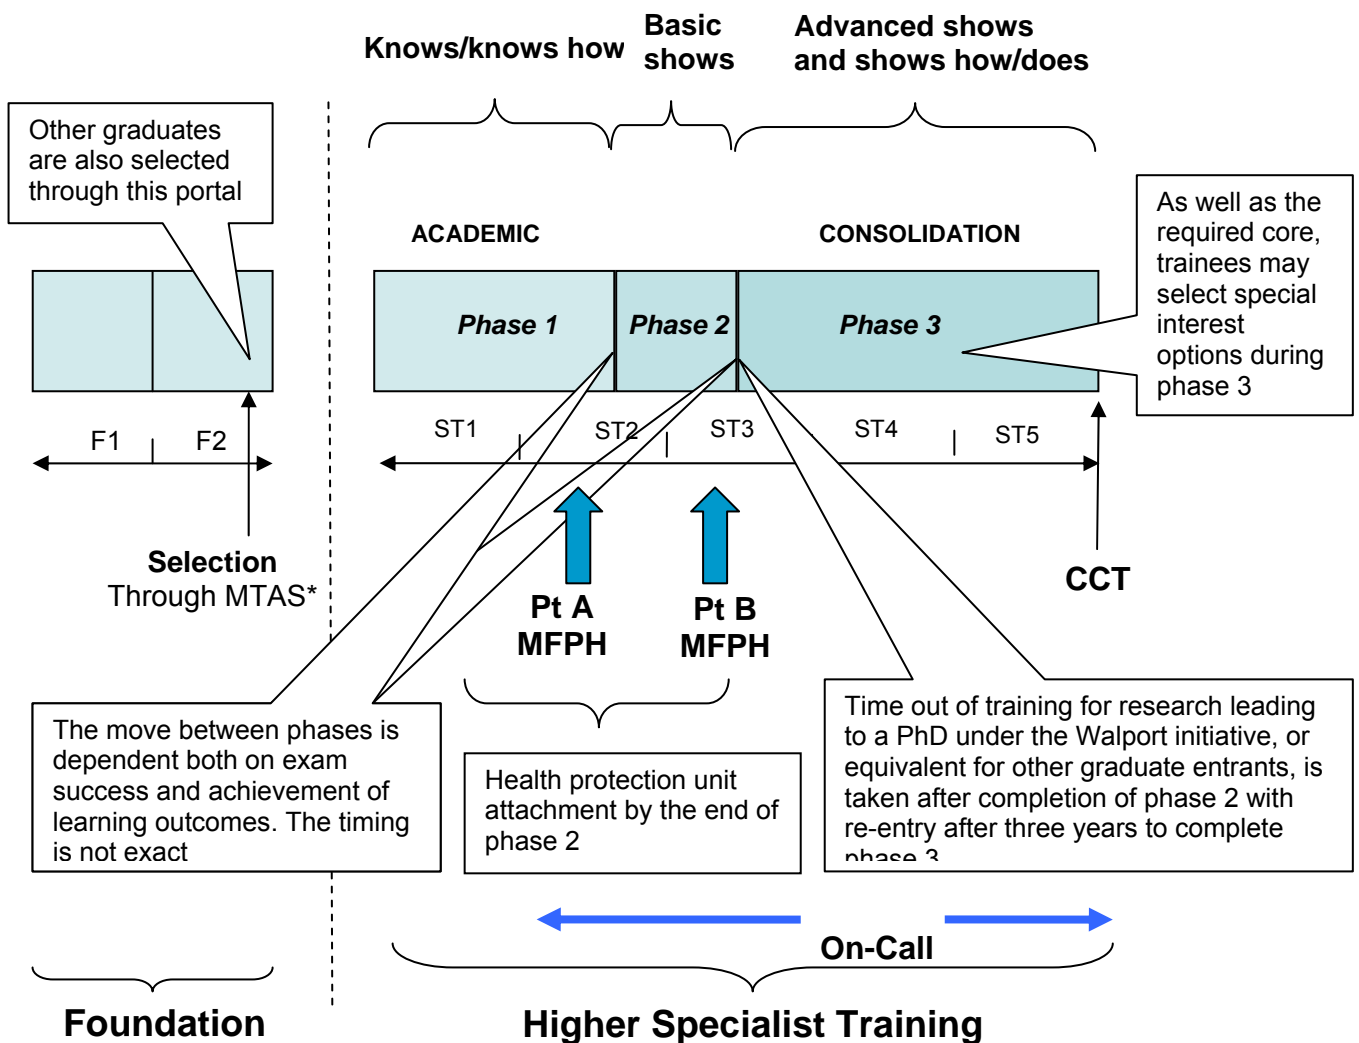 Knows/knows how
Basic
shows
Advanced shows
and shows how/does
Other graduates
are also selected
through this portal
ACADEMIC
CONSOLIDATION
As well as the
required core,
trainees may
select special
interest
options during
phase 3
Phase 1
Phase 2
Phase 3
F1
F2
ST1
ST2
ST3
ST4
ST5
Selection
Through MTAS*
Pt A
MFPH
Pt B
MFPH
CCT
The move between phases is
dependent both on exam
success and achievement of
learning outcomes. The timing
is not exact
Health protection unit
attachment by the end of
phase 2
Time out of training for research leading
to a PhD under the Walport initiative, or
equivalent for other graduate entrants, is
taken after completion of phase 2 with
re-entry after three years to complete
phase 3
On-Call
Foundation
Higher Specialist Training